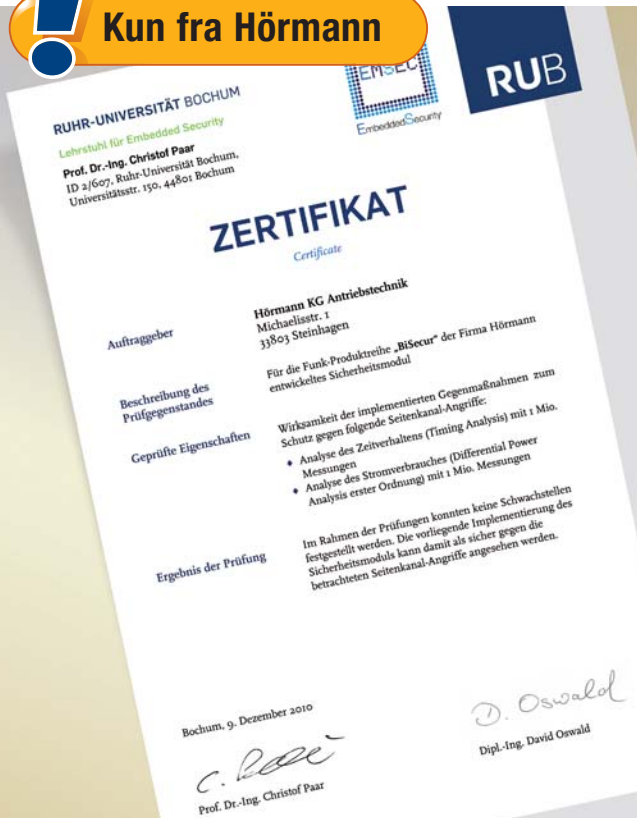 Kun fra Hörmann
RUHR-UNIVERSITÄT BOCHUM
Lehrstuhl für Embedded Security
Prof. Dr.-Ing. Christof Paar
ID 2/607, Ruhr-Universität Bochum,
Universitätsstr. 150, 44801 Bochum
EMSEC
EmbeddedSecurity
RUB
ZERTIFIKAT
Certificate
Auftraggeber
Hörmann KG Antriebstechnik
Michaelisstr. 1
33803 Steinhagen
Beschreibung des
Prüfgegenstandes
Für die Funk-Produktreihe „BiSecur" der Firma Hörmann
entwickeltes Sicherheitsmodul
Geprüfte Eigenschaften
Wirksamkeit der implementierten Gegenmaßnahmen zum
Schutz gegen folgende Seitenkanal-Angriffe:
♦ Analyse des Zeitverhaltens (Timing Analysis) mit 1 Mio.
Messungen
♦ Analyse des Stromverbrauches (Differential Power
Analysis erster Ordnung) mit 1 Mio. Messungen
Ergebnis der Prüfung
Im Rahmen der Prüfungen konnten keine Schwachstellen
festgestellt werden. Die vorliegende Implementierung des
Sicherheitsmoduls kann damit als sicher gegen die
betrachteten Seitenkanal-Angriffe angesehen werden.
Bochum, 9. Dezember 2010
D. Oswald
Prof. Dr.-Ing. Christof Paar
Dipl.-Ing. David Oswald